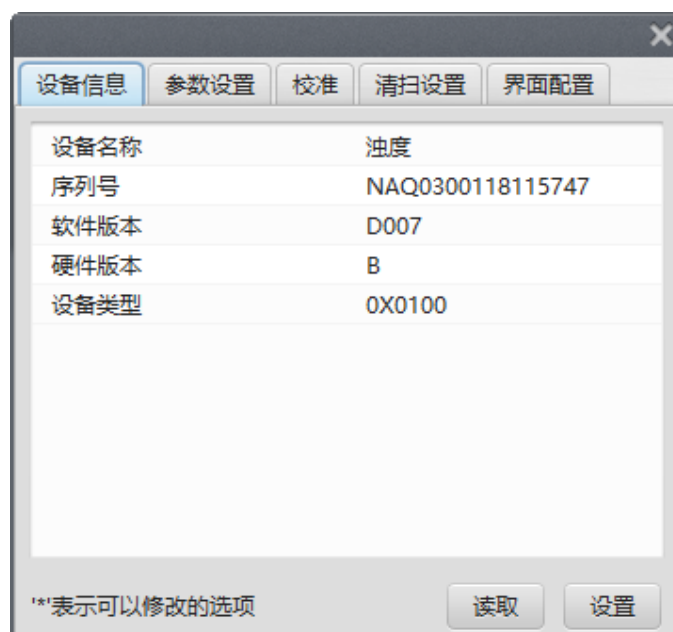 设备信息 参数设置 校准 清扫设置 界面配置
设备名称 浊度
序列号 NAQ0300118115747
软件版本 D007
硬件版本 B
设备类型 0X0100
'*'表示可以修改的选项 读取 设置